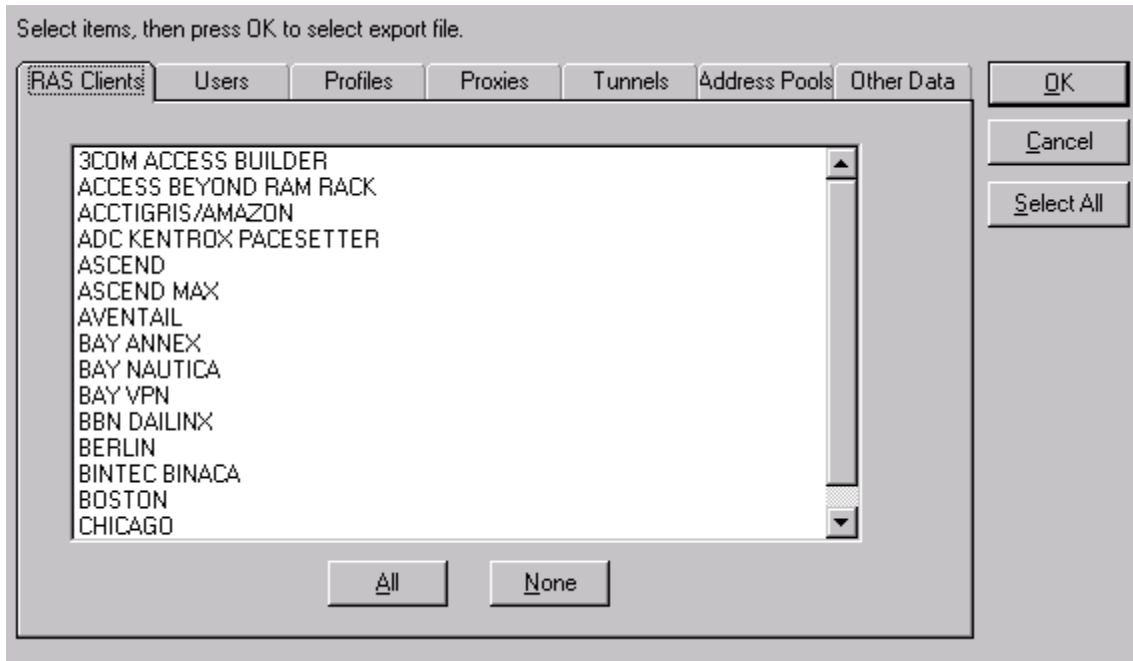 Select items, then press OK to select export file.
RAS Clients Users Profiles Proxies Tunnels Address Pools Other Data
OK
Cancel
Select All
3COM ACCESS BUILDER
ACCESS BEYOND RAM RACK
ACCTIGRIS/AMAZON
ADC KENTROX PACESETTER
ASCEND
ASCEND MAX
AVENTAIL
BAY ANNEX
BAY NAUTICA
BAY VPN
BBN DAILINX
BERLIN
BINTEC BINACA
BOSTON
CHICAGO
All None